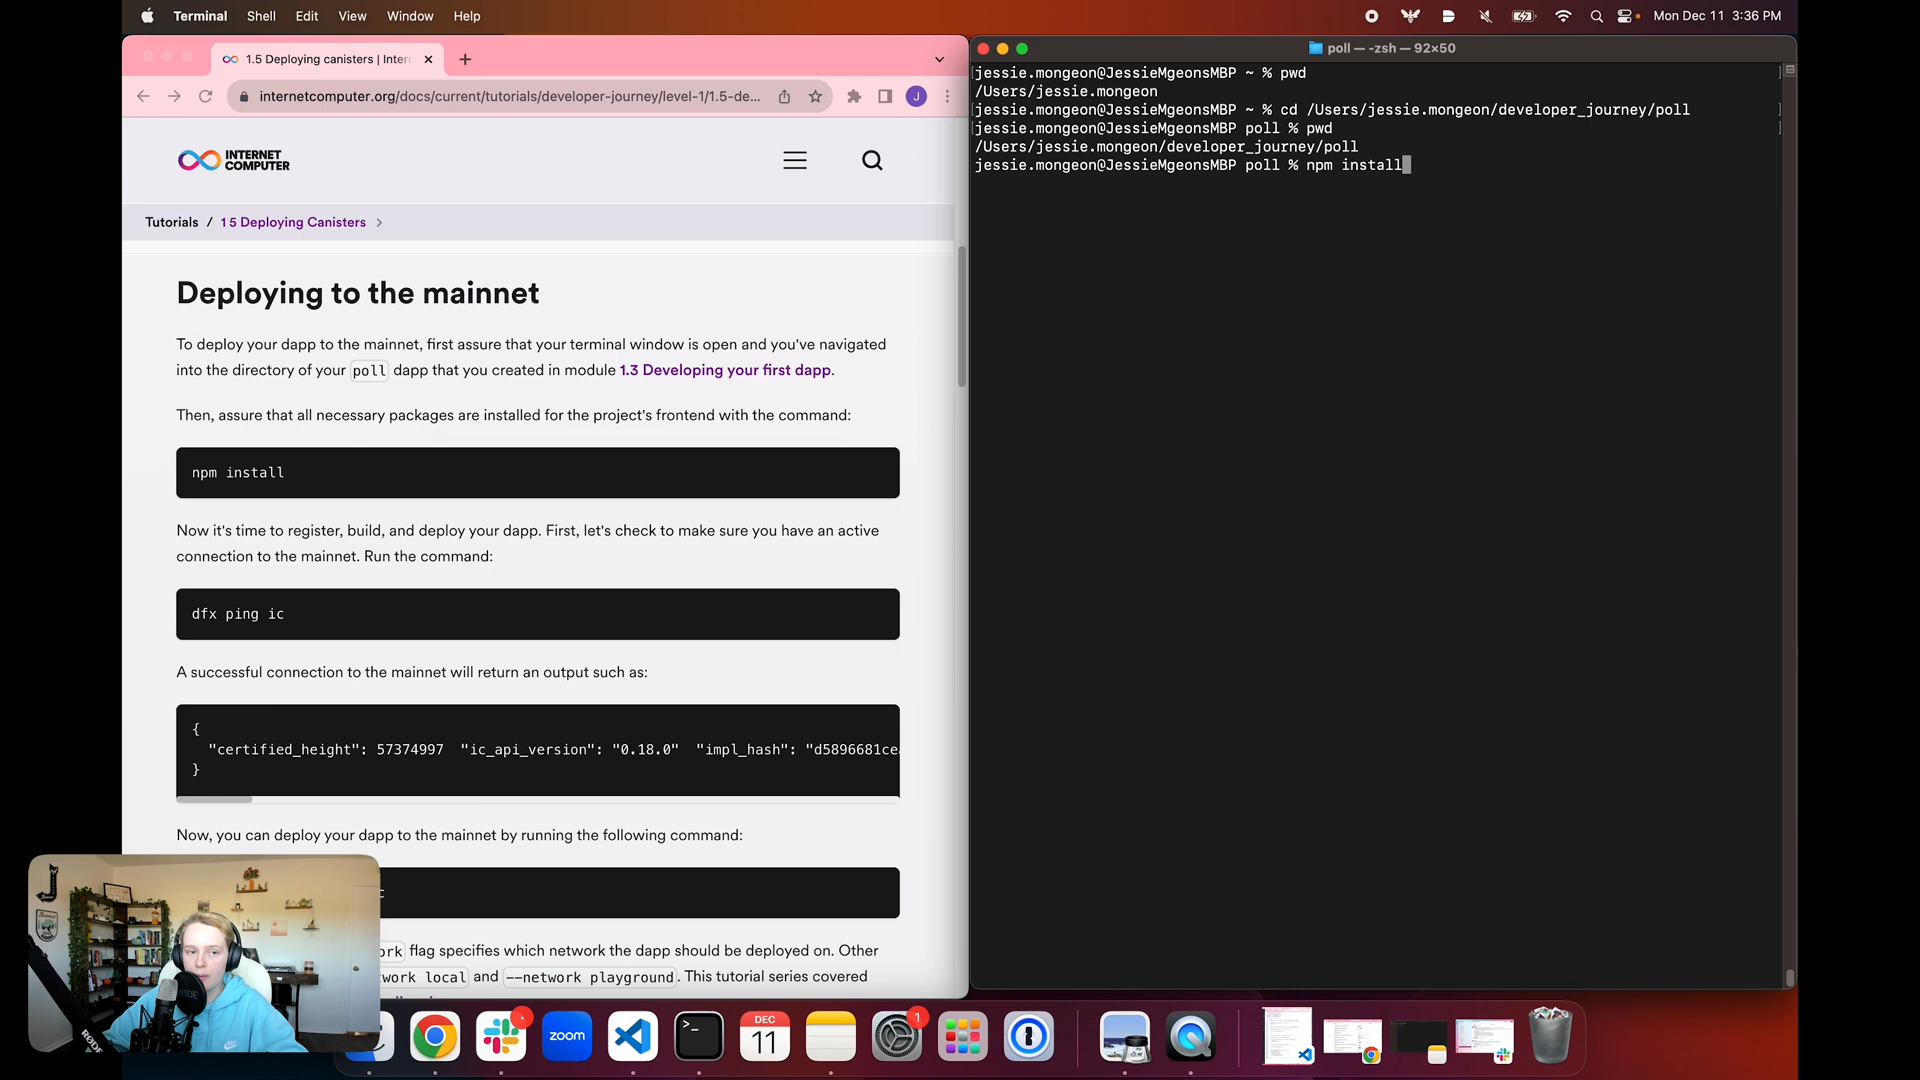 Terminal Shell Edit View Window Help
Mon Dec 11 3:36 PM
1.5 Deploying canisters | Inter
internetcomputer.org/docs/current/tutorials/developer-journey/level-1/1.5-de...
J
INTERNET
COMPUTER
Tutorials / 1 5 Deploying Canisters >
Deploying to the mainnet
To deploy your dapp to the mainnet, first assure that your terminal window is open and you've navigated
into the directory of your poll dapp that you created in module 1.3 Developing your first dapp.
Then, assure that all necessary packages are installed for the project's frontend with the command:
npm install
Now it's time to register, build, and deploy your dapp. First, let's check to make sure you have an active
connection to the mainnet. Run the command:
dfx ping ic
A successful connection to the mainnet will return an output such as:
{
"certified_height": 57374997 "ic_api_version": "0.18.0" "impl_hash": "d5896681cea
}
Now, you can deploy your dapp to the mainnet by running the following command:
c
ork flag specifies which network the dapp should be deployed on. Other
work local and --network playground. This tutorial series covered
poll — -zsh — 92×50
jessie.mongeon@JessieMgeonsMBP ~ % pwd
/Users/jessie.mongeon
jessie.mongeon@JessieMgeonsMBP ~ % cd /Users/jessie.mongeon/developer_journey/poll
jessie.mongeon@JessieMgeonsMBP poll % pwd
/Users/jessie.mongeon/developer_journey/poll
jessie.mongeon@JessieMgeonsMBP poll % npm install
zoom
DEC
11
1
RØDE